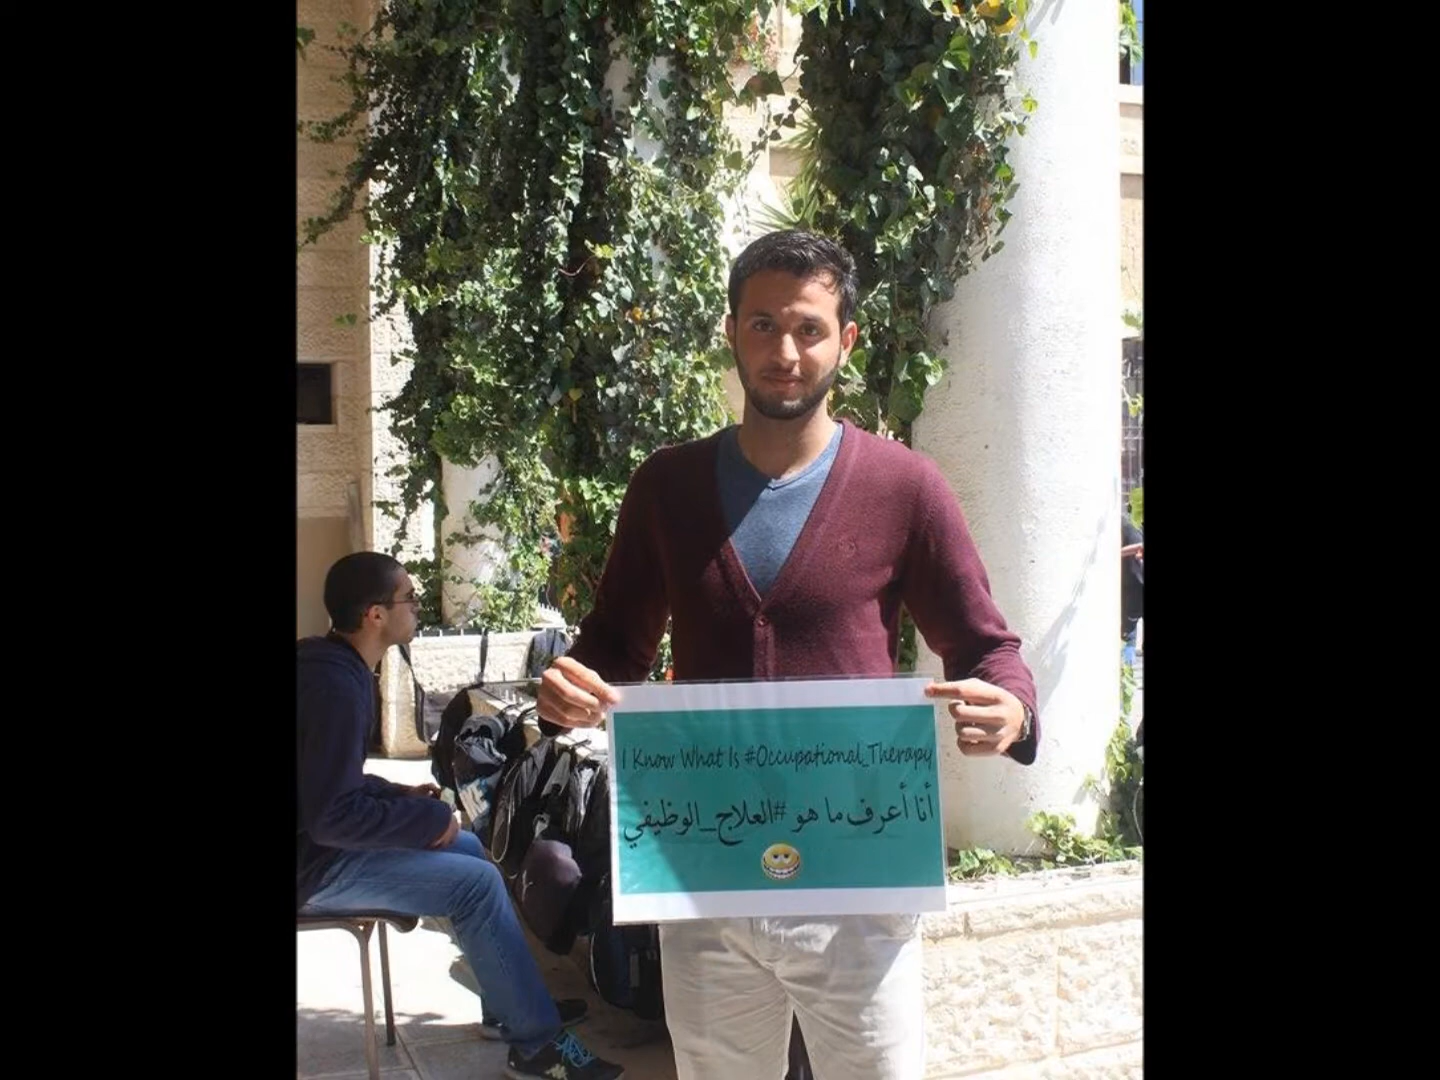 I Know What Is #Occupational_Therapy
أنا أعرف ما هو #العلاج_الوظيفي